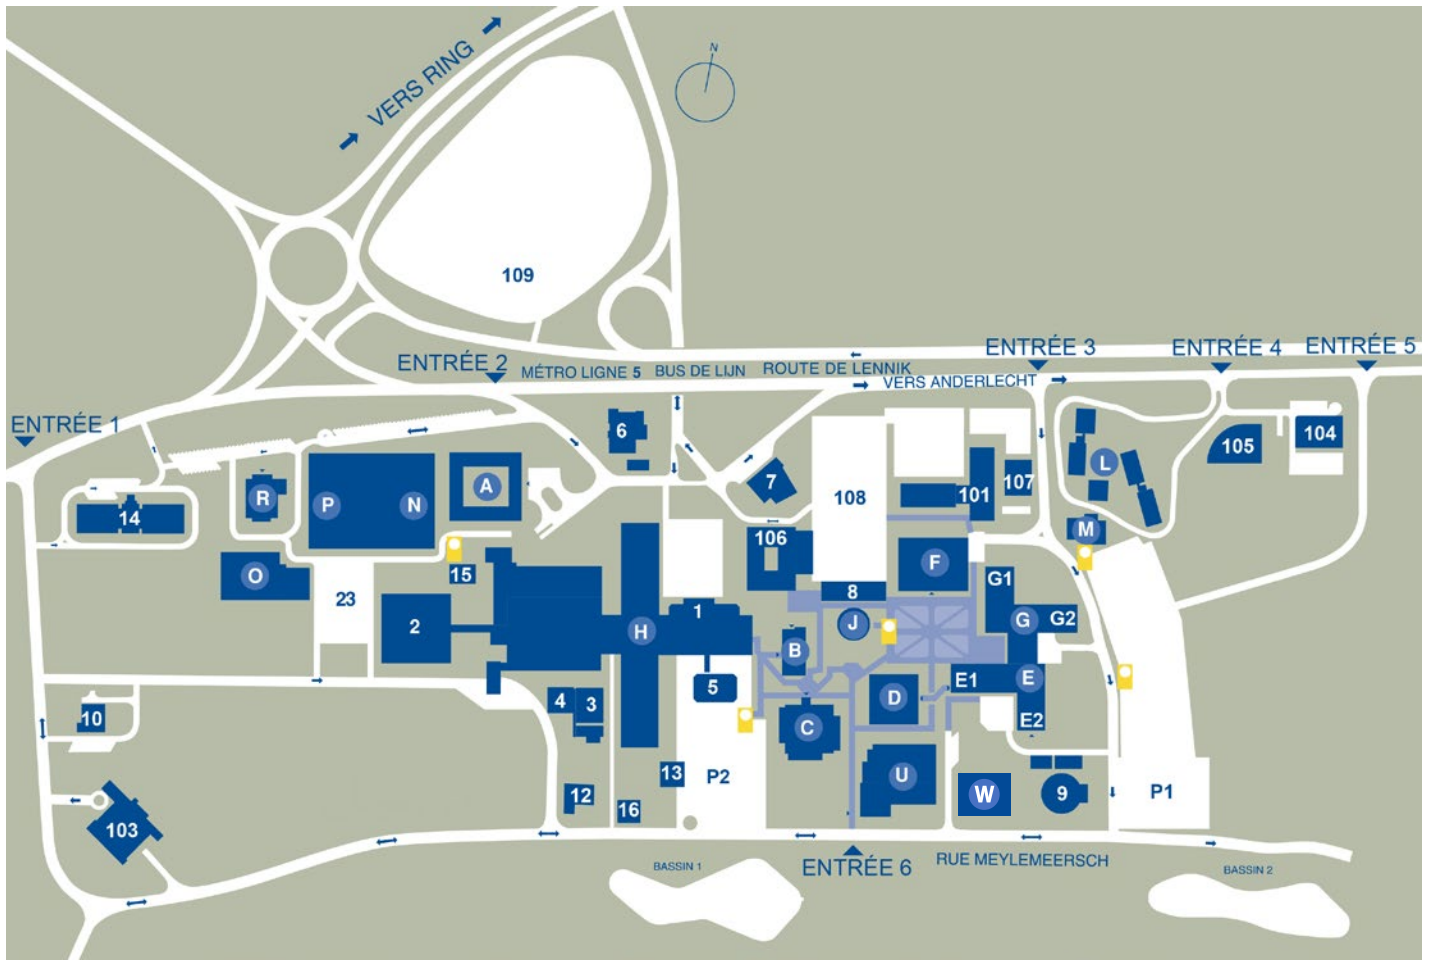 N
VERS RING
109
ENTRÉE 2
MÉTRO LIGNE 5
BUS DE LIJN
ROUTE DE LENNIK
VERS ANDERLECHT
ENTRÉE 3
ENTRÉE 4
ENTRÉE 5
ENTRÉE 1
6
7
L
105
104
R
P
N
A
108
101
107
14
106
M
O
15
F
23
8
G1
2
1
H
J
G
G2
B
5
D
E1
E
E2
4
3
10
C
13
P2
U
W
9
P1
12
16
103
BASSIN 1
ENTRÉE 6
RUE MEYLEMEERSCH
BASSIN 2